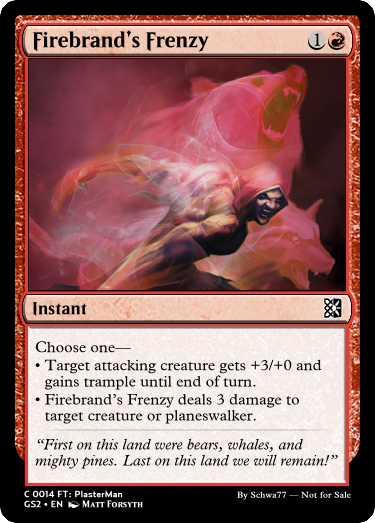 Firebrand's Frenzy 1
Instant
Choose one—
• Target attacking creature gets +3/+0 and
gains trample until end of turn.
• Firebrand's Frenzy deals 3 damage to
target creature or planeswalker.
“First on this land were bears, whales, and
mighty pines. Last on this land we will remain!”
C 0014 FT: PlasterMan
GS2 • EN Matt Forsyth
By Schwa77 — Not for Sale